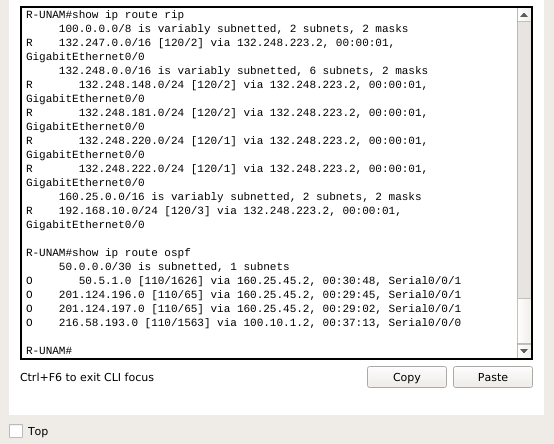 R-UNAM#show ip route rip
100.0.0.0/8 is variably subnetted, 2 subnets, 2 masks
R 132.247.0.0/16 [120/2] via 132.248.223.2, 00:00:01,
GigabitEthernet0/0
132.248.0.0/16 is variably subnetted, 6 subnets, 2 masks
R 132.248.148.0/24 [120/2] via 132.248.223.2, 00:00:01,
GigabitEthernet0/0
R 132.248.181.0/24 [120/2] via 132.248.223.2, 00:00:01,
GigabitEthernet0/0
R 132.248.220.0/24 [120/1] via 132.248.223.2, 00:00:01,
GigabitEthernet0/0
R 132.248.222.0/24 [120/1] via 132.248.223.2, 00:00:01,
GigabitEthernet0/0
160.25.0.0/16 is variably subnetted, 2 subnets, 2 masks
R 192.168.10.0/24 [120/3] via 132.248.223.2, 00:00:01,
GigabitEthernet0/0
R-UNAM#show ip route ospf
50.0.0.0/30 is subnetted, 1 subnets
O 50.5.1.0 [110/1626] via 160.25.45.2, 00:30:48, Serial0/0/1
O 201.124.196.0 [110/65] via 160.25.45.2, 00:29:45, Serial0/0/1
O 201.124.197.0 [110/65] via 160.25.45.2, 00:29:02, Serial0/0/1
O 216.58.193.0 [110/1563] via 100.10.1.2, 00:37:13, Serial0/0/0
R-UNAM#
Ctrl+F6 to exit CLI focus
Copy
Paste
Top